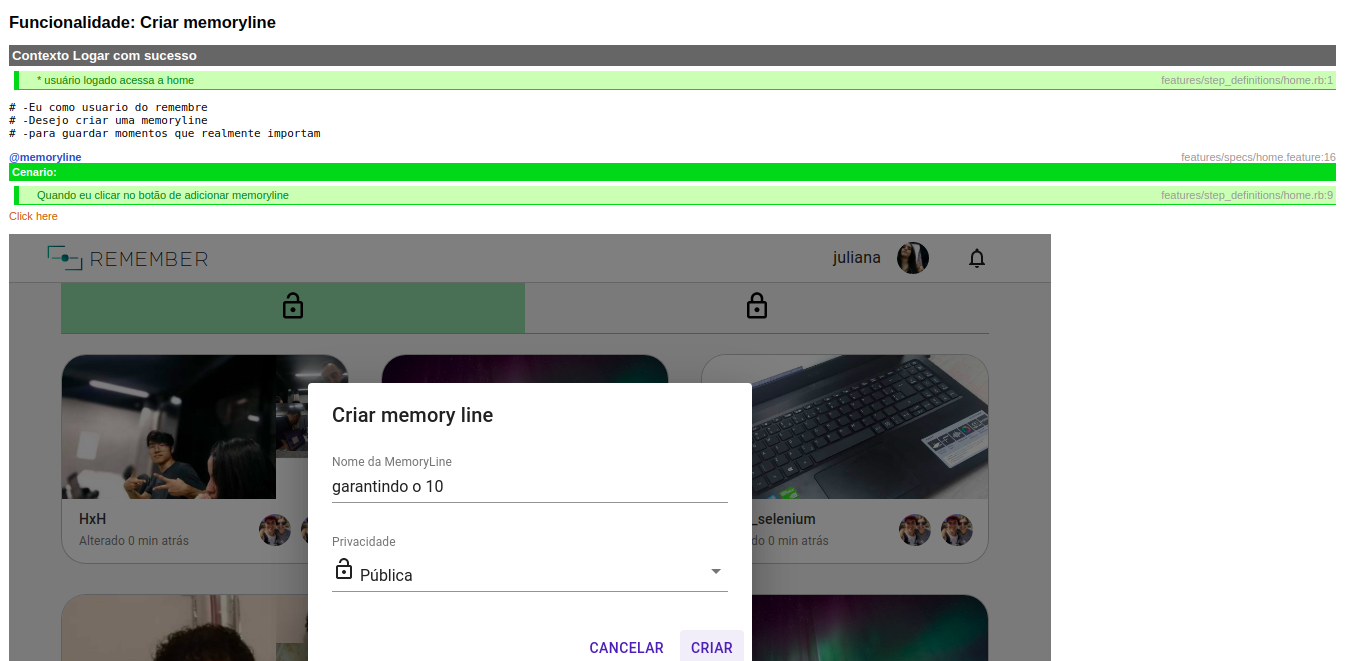 Funcionalidade: Criar memoryline
Contexto Logar com sucesso
* usuário logado acessa a home features/step_definitions/home.rb:1
# -Eu como usuario do remembre
# -Desejo criar uma memoryline
# -para guardar momentos que realmente importam
@memoryline features/specs/home.feature:16
Cenario:
Quando eu clicar no botão de adicionar memoryline features/step_definitions/home.rb:9
Click here
REMEMBER juliana
Criar memory line
Nome da MemoryLine
garantindo o 10
HxH _selenium
Alterado 0 min atrás do 0 min atrás
Privacidade
Pública
CANCELAR CRIAR